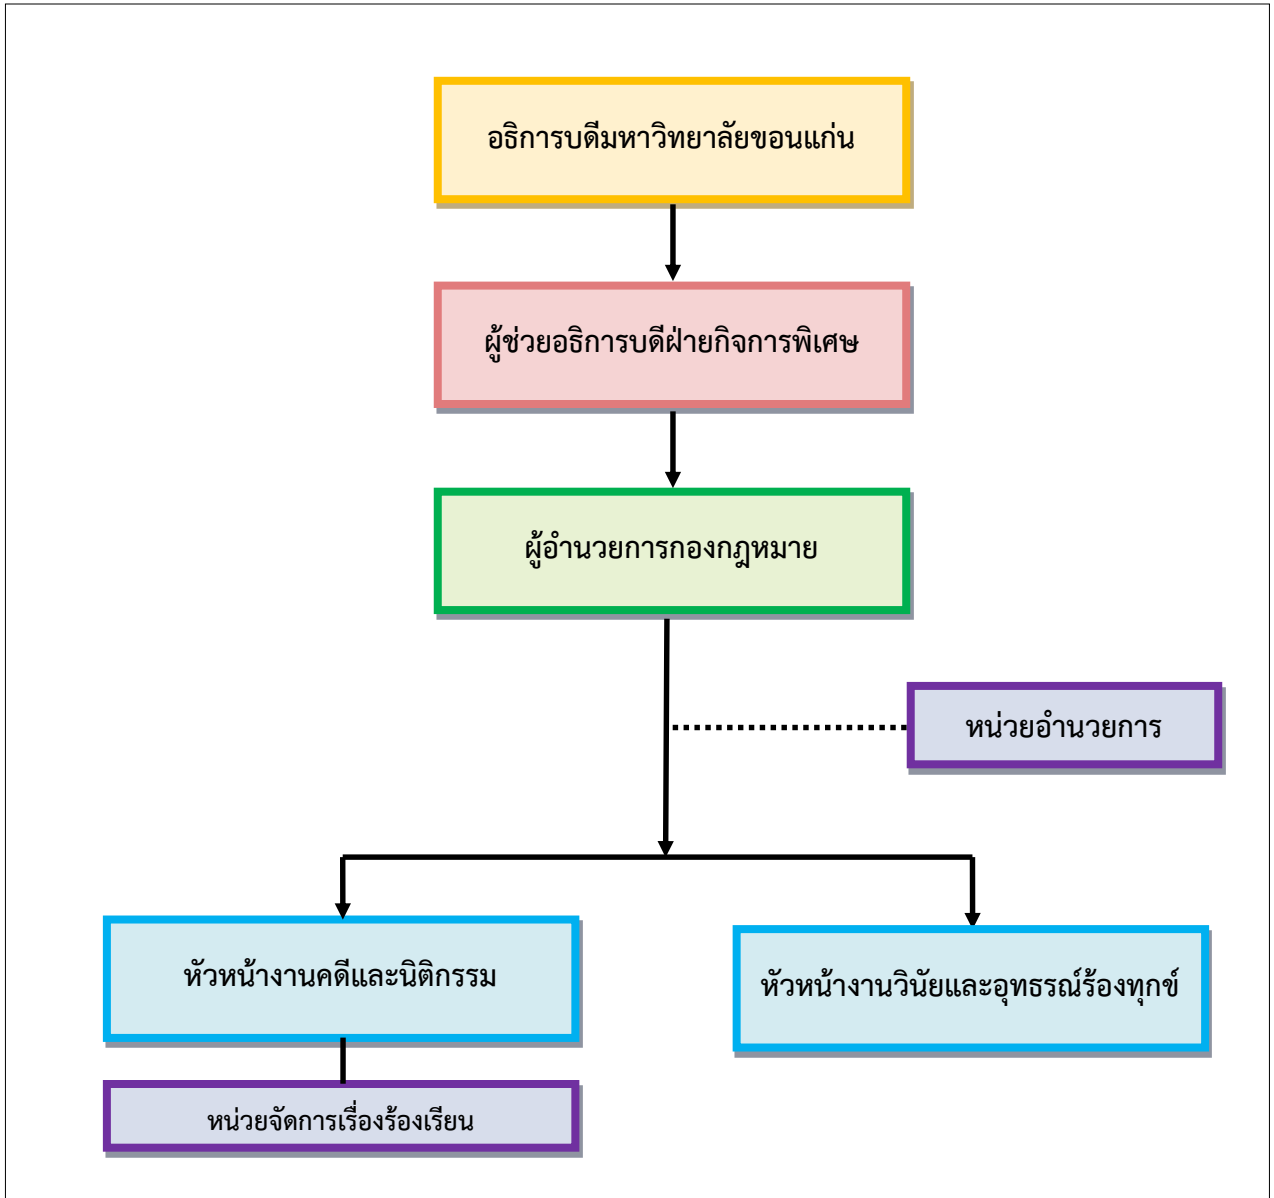 อธิการบดีมหาวิทยาลัยขอนแก่น
ผู้ช่วยอธิการบดีฝ่ายกิจการพิเศษ
ผู้อำนวยการกองกฎหมาย
หน่วยอำนวยการ
หัวหน้างานคดีและนิติกรรม
หัวหน้างานวินัยและอุทธรณ์ร้องทุกข์
หน่วยจัดการเรื่องร้องเรียน